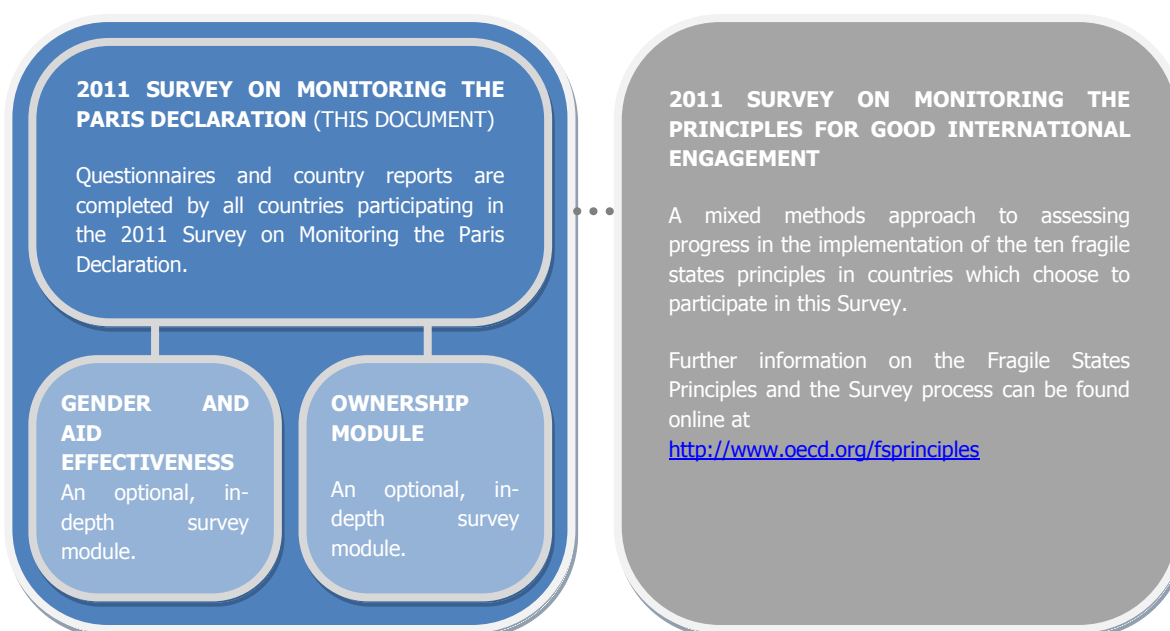 2011 SURVEY ON MONITORING THE
PARIS DECLARATION (THIS DOCUMENT)
Questionnaires and country reports are
completed by all countries participating in
the 2011 Survey on Monitoring the Paris
Declaration.
GENDER AND
AID
EFFECTIVENESS
An optional, in-
depth survey
module.
OWNERSHIP
MODULE
An optional, in-
depth survey
module.
2011 SURVEY ON MONITORING THE
PRINCIPLES FOR GOOD INTERNATIONAL
ENGAGEMENT
A mixed methods approach to assessing
progress in the implementation of the ten fragile
states principles in countries which choose to
participate in this Survey.
Further information on the Fragile States
Principles and the Survey process can be found
online at
http://www.oecd.org/fsprinciples